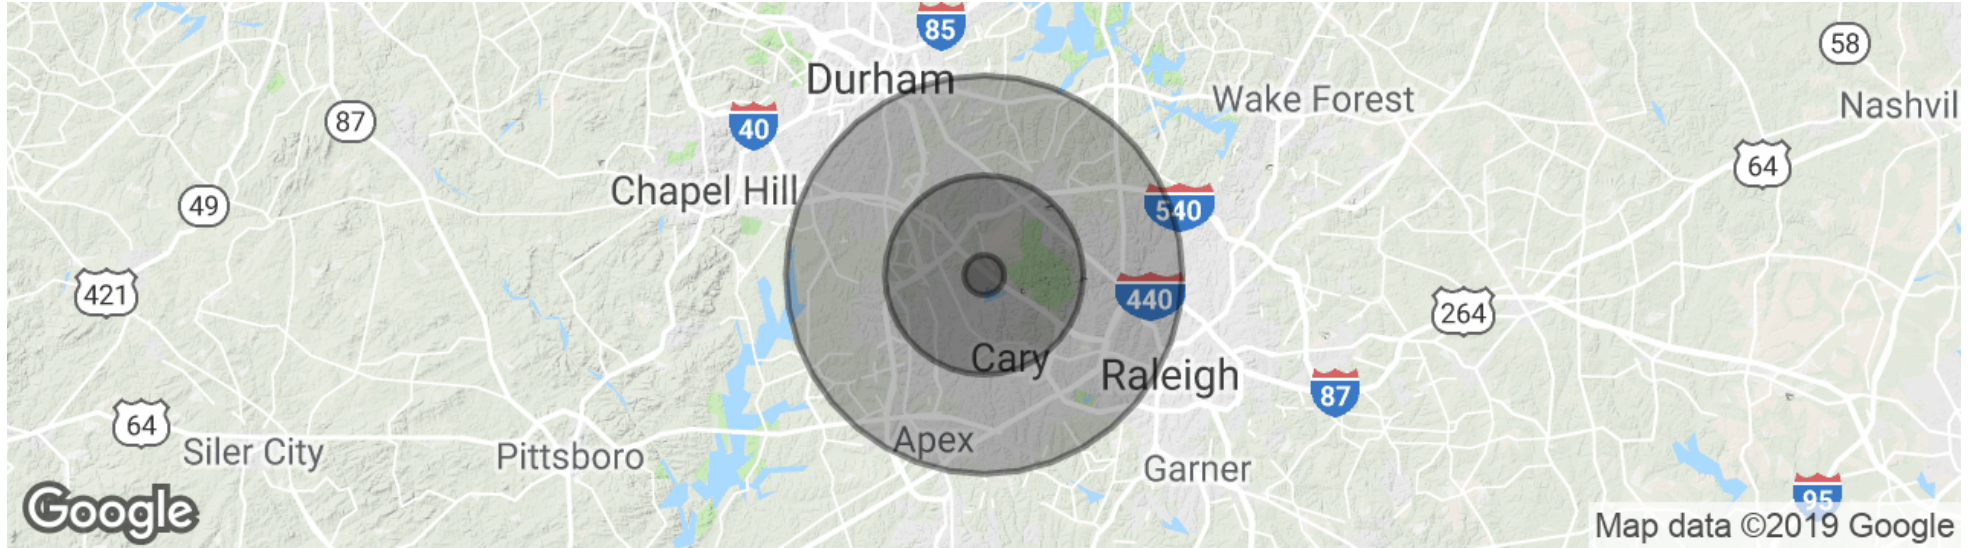 85
58
Durham
Wake Forest
Nashvil
87
40
64
Chapel Hill
49
540
421
440
264
Cary
Raleigh
87
64
Siler City
Pittsboro
Apex
Garner
95
Google
Map data ©2019 Google